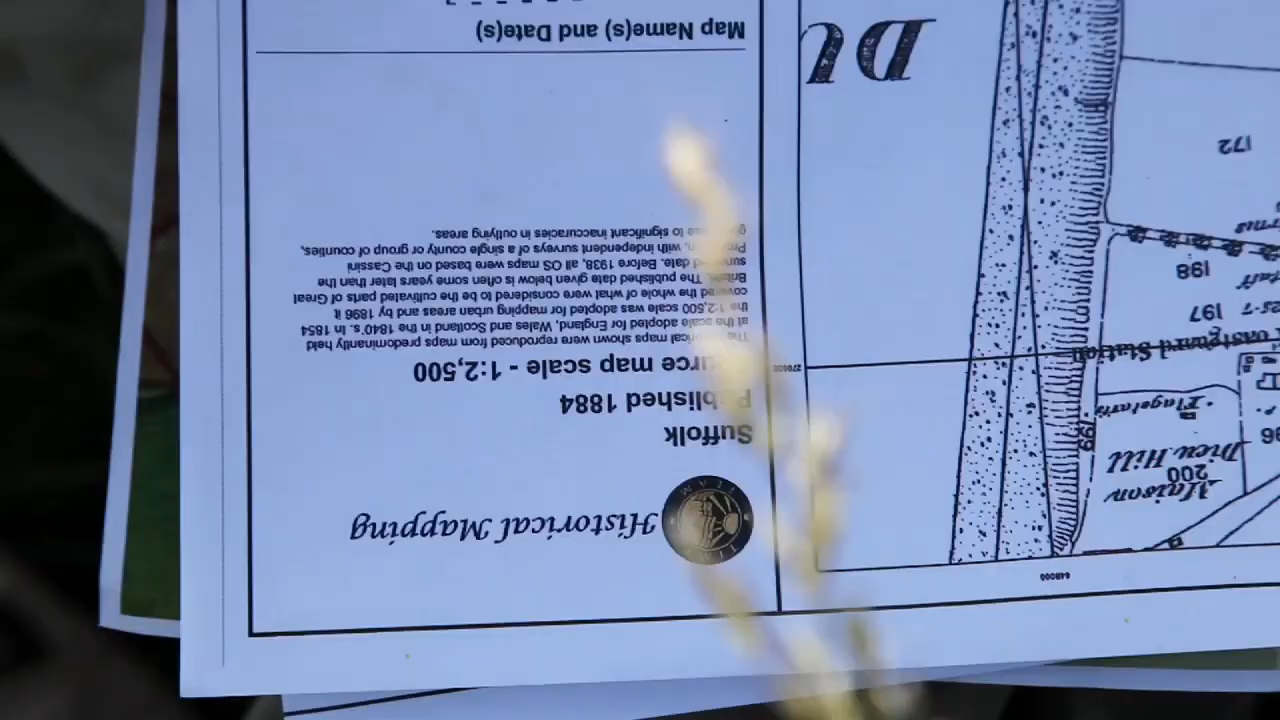 Historical Mapping
Suffolk
Published 1884
Source map scale - 1:2,500
The historical maps shown were reproduced from maps predominantly held
at the scale adopted for England, Wales and Scotland in the 1840's. In 1854
the 1:2,500 scale was adopted for mapping urban areas and by 1896 it
covered the whole of what were considered to be the cultivated parts of Great
Britain. The published date given below is often some years later than the
surveyed date. Before 1938, all OS maps were based on the Cassini
Projection, with independent surveys of a single county or group of counties,
to significant inaccuracies in outlying areas.
Map Name(s) and Date(s)
648000
Maison
200
Dieu Hill
199
Flagstaff
Station
270000
197
198
172
DU